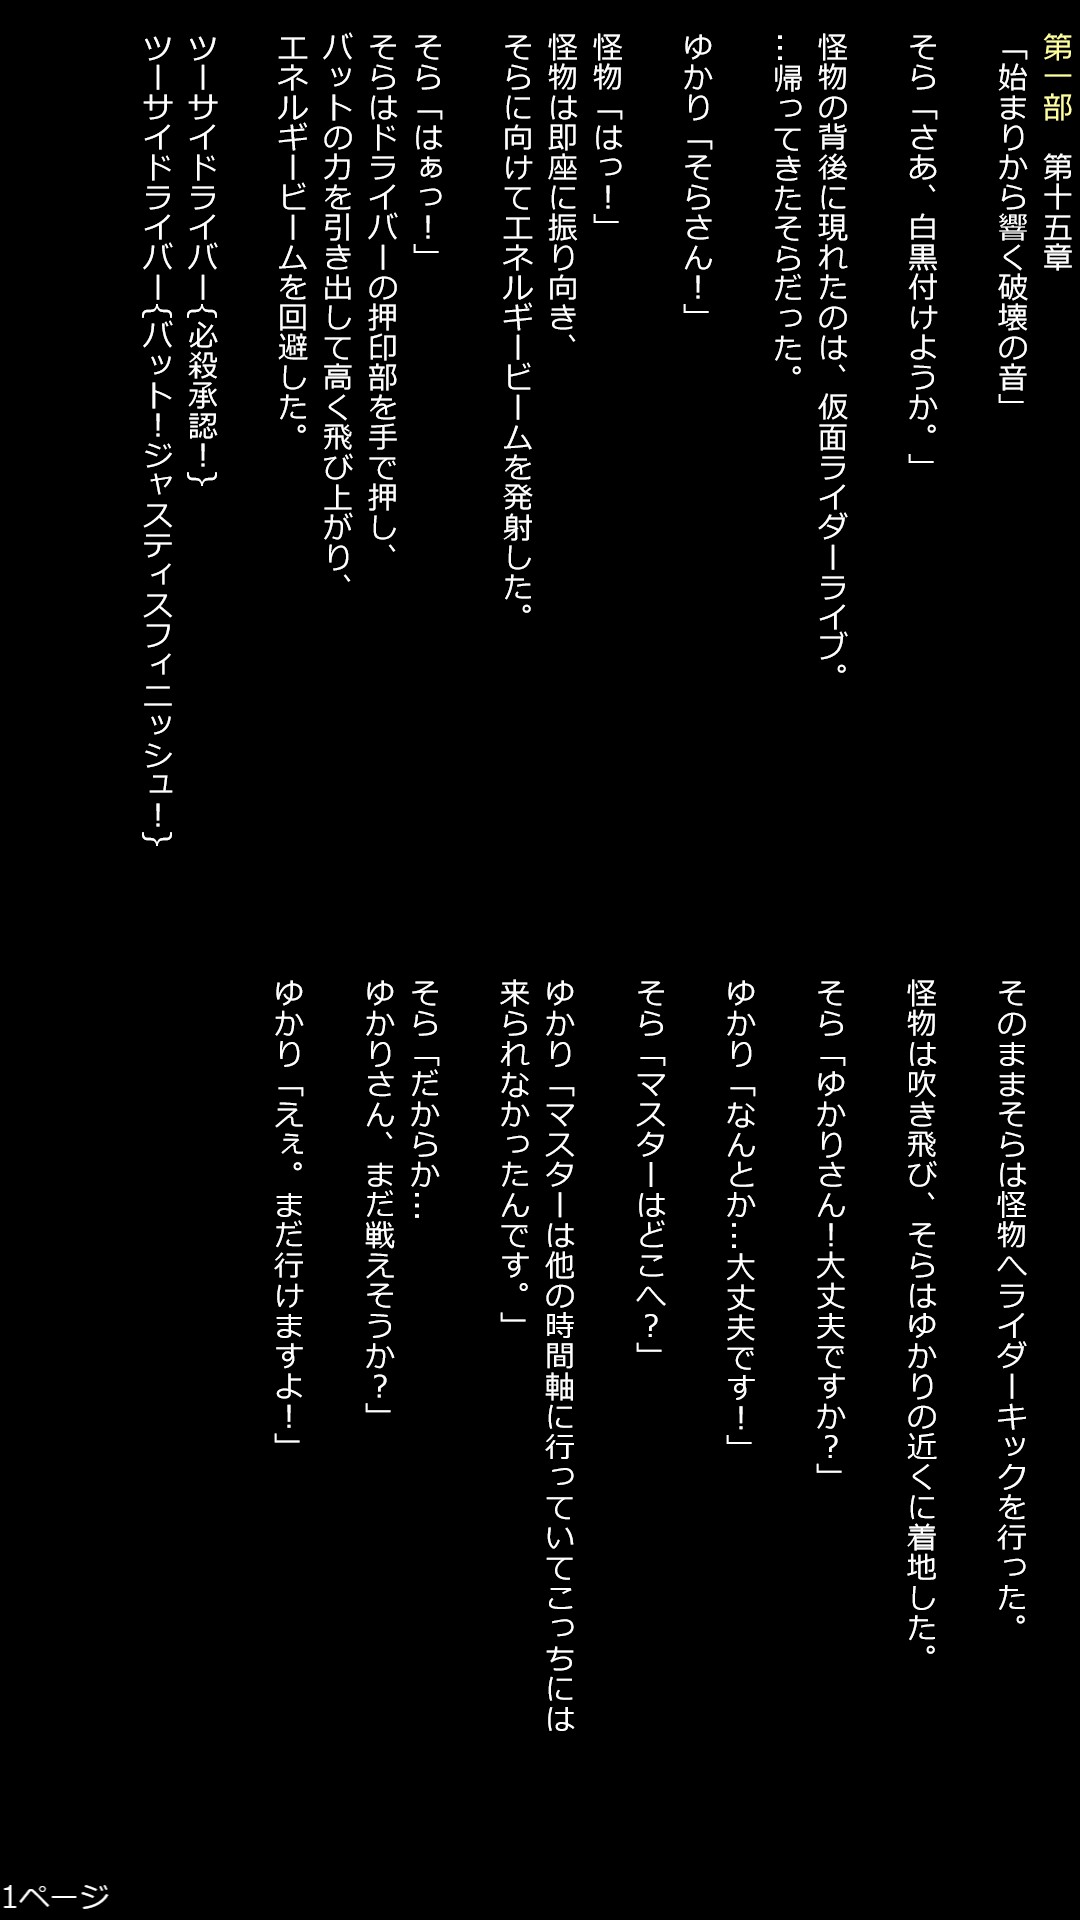 第一部　第十五章
「始まりから響く破壊の音」
そら「さあ、白黒付けようか。」
怪物の背後に現れたのは、仮面ライダーライブ。
…帰ってきたそらだった。
ゆかり「そらさん！」
怪物「はっ！」
怪物は即座に振り向き、
そらに向けてエネルギービームを発射した。
そら「はぁっ！」
そらはドライバーの押印部を手で押し、
バットの力を引き出して高く飛び上がり、
エネルギービームを回避した。
ツーサイドライバー{必殺承認！}
ツーサイドライバー{バット！ジャスティスフィニッシュ！}
そのままそらは怪物へライダーキックを行った。
怪物は吹き飛び、そらはゆかりの近くに着地した。
そら「ゆかりさん！大丈夫ですか？」
ゆかり「なんとか…大丈夫です！」
そら「マスターはどこへ？」
ゆかり「マスターは他の時間軸に行っていてこっちには
来られなかったんです。」
そら「だからか…
ゆかりさん、まだ戦えそうか？」
ゆかり「えぇ。まだ行けますよ！」
1ページ